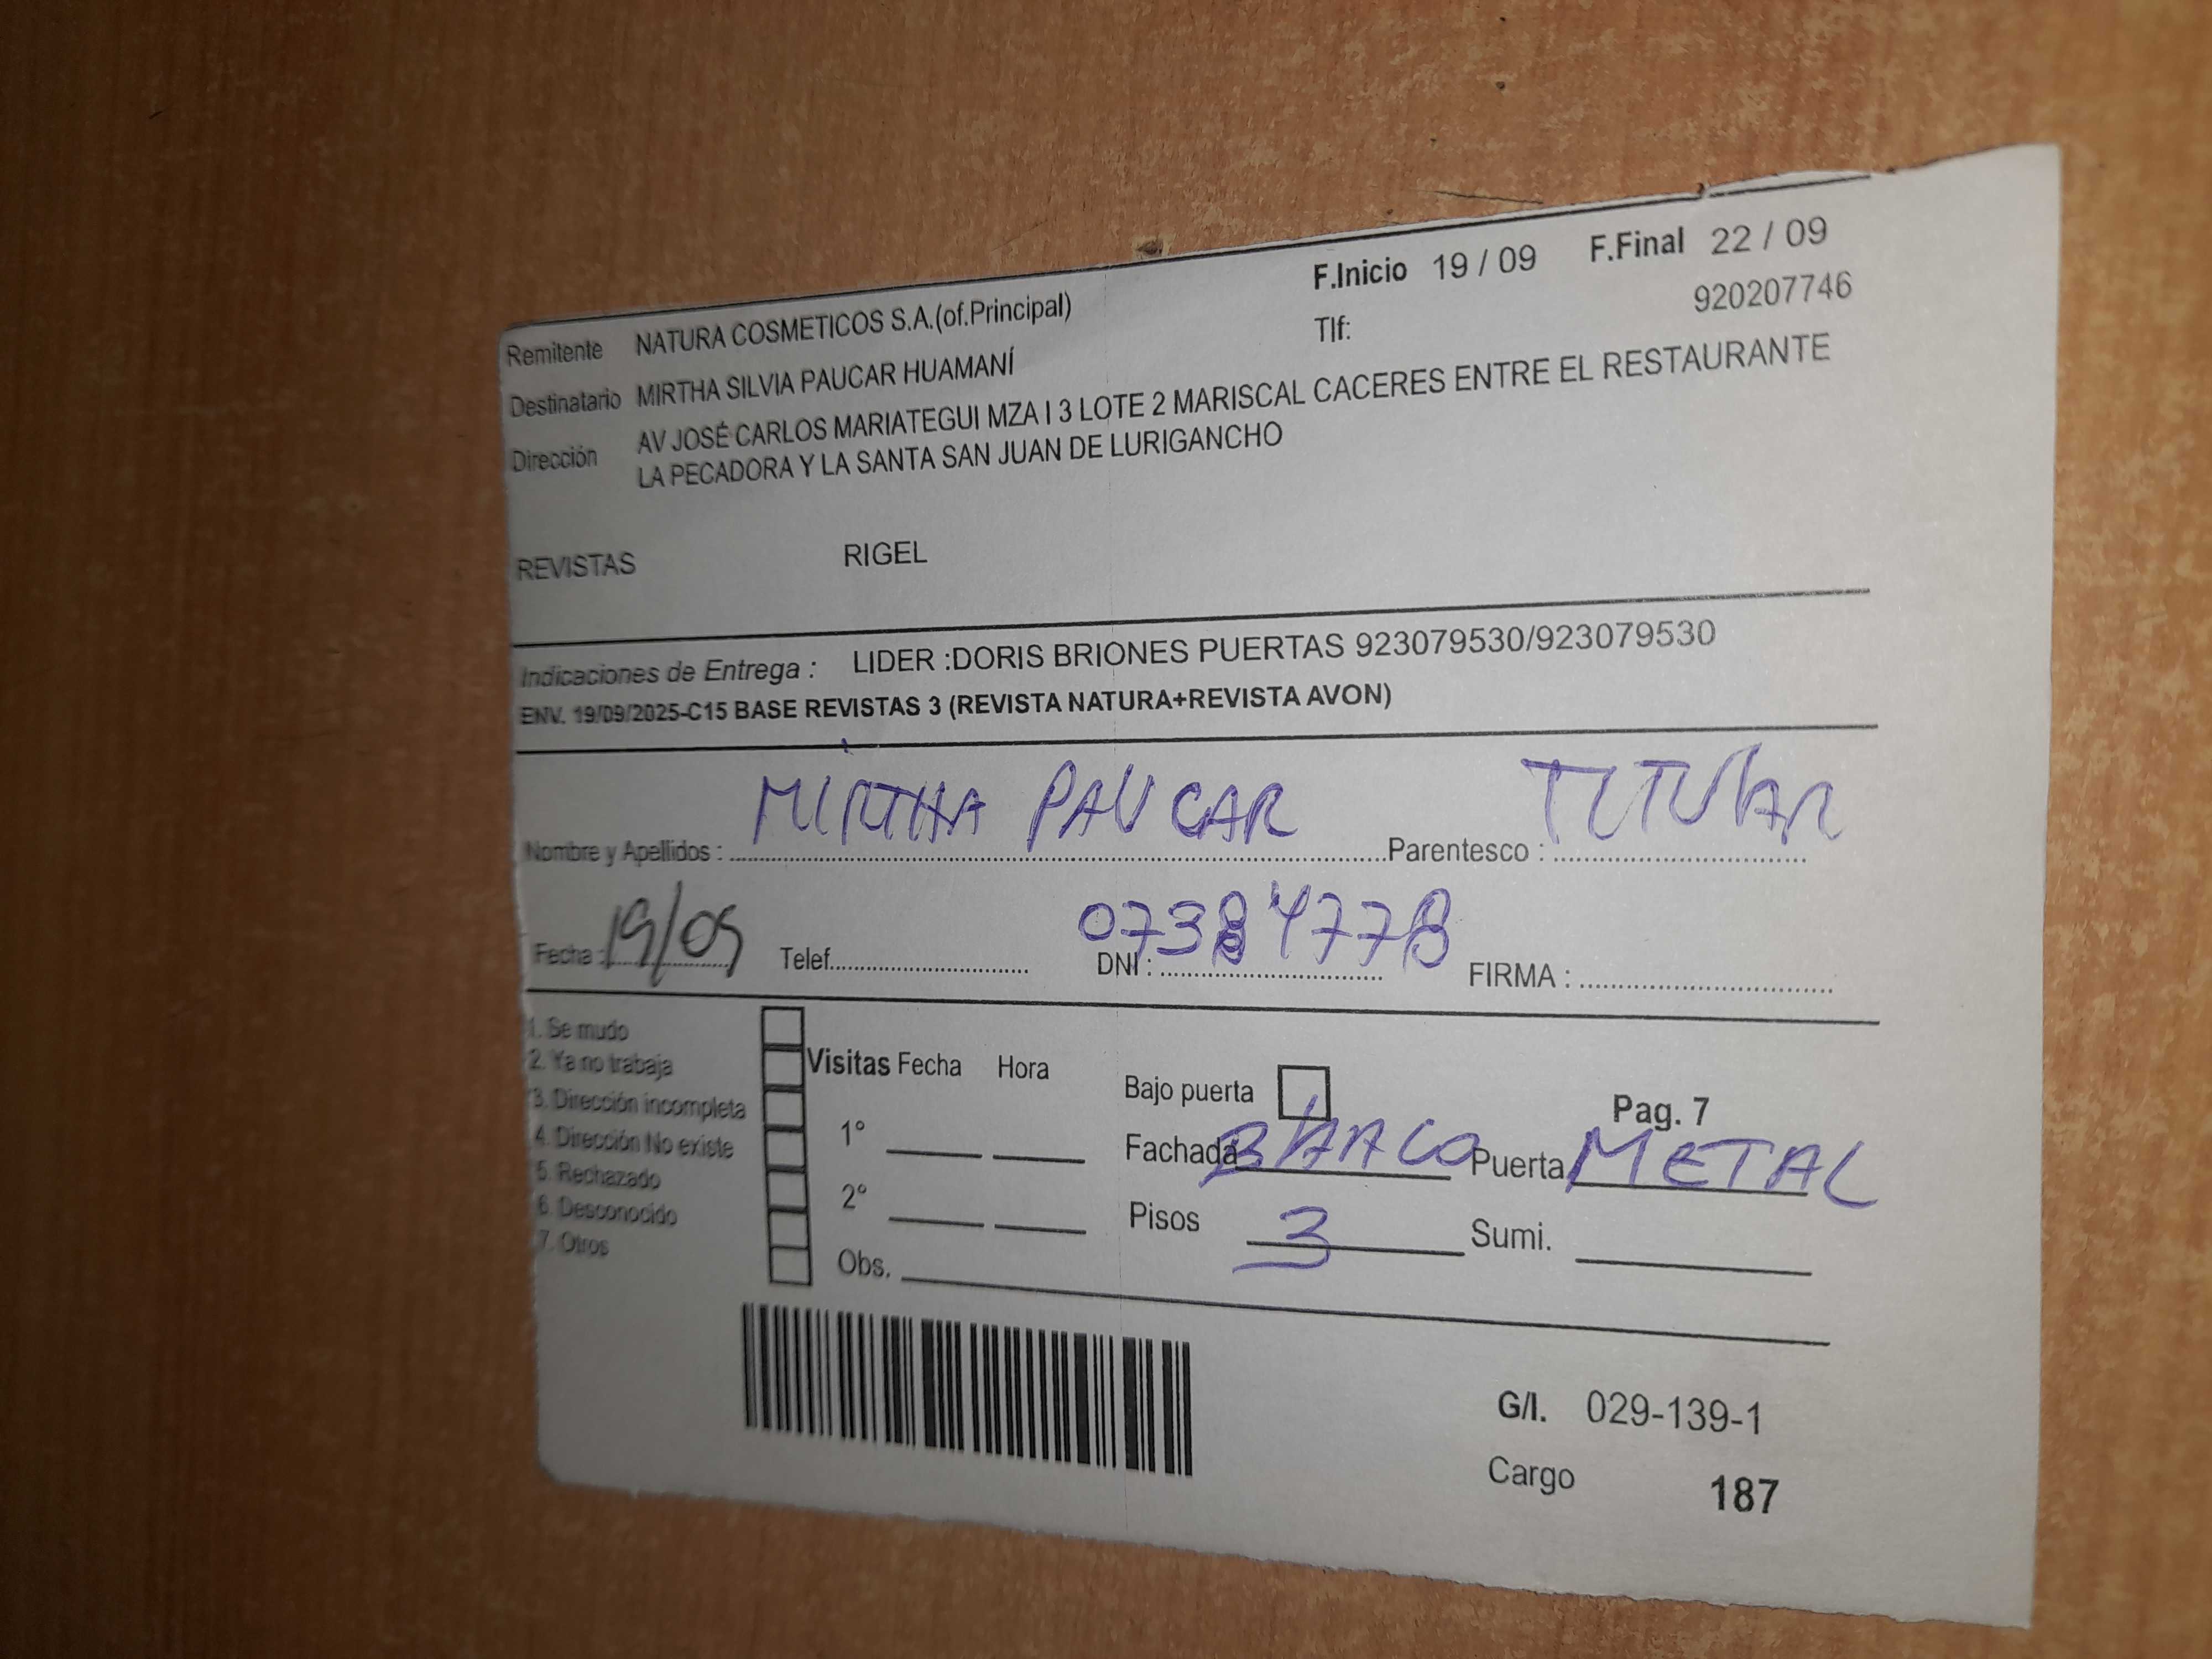 F.Inicio 19 / 09 F.Final 22 / 09
Remitente NATURA COSMETICOS S.A.(of.Principal) Tlf: 920207746
Destinatario MIRTHA SILVIA PAUCAR HUAMANÍ
Dirección AV JOSÉ CARLOS MARIATEGUI MZA I 3 LOTE 2 MARISCAL CACERES ENTRE EL RESTAURANTE
LA PECADORA Y LA SANTA SAN JUAN DE LURIGANCHO
REVISTAS RIGEL
Indicaciones de Entrega : LIDER :DORIS BRIONES PUERTAS 923079530/923079530
ENV. 19/09/2025-C15 BASE REVISTAS 3 (REVISTA NATURA+REVISTA AVON)
Nombre y Apellidos : MIRTHA PAUCAR Parentesco : TITULAR
Fecha : 19/09 Telef. DNI : 07384778 FIRMA :
1. Se mudo
2. Ya no trabaja
3. Dirección incompleta
4. Dirección No existe
5. Rechazado
6. Desconocido
7. Otros
Visitas Fecha Hora
1°
2°
Obs.
Bajo puerta Pag. 7
Fachada BLANCO Puerta METAL
Pisos 3 Sumi.
G/I. 029-139-1
Cargo 187